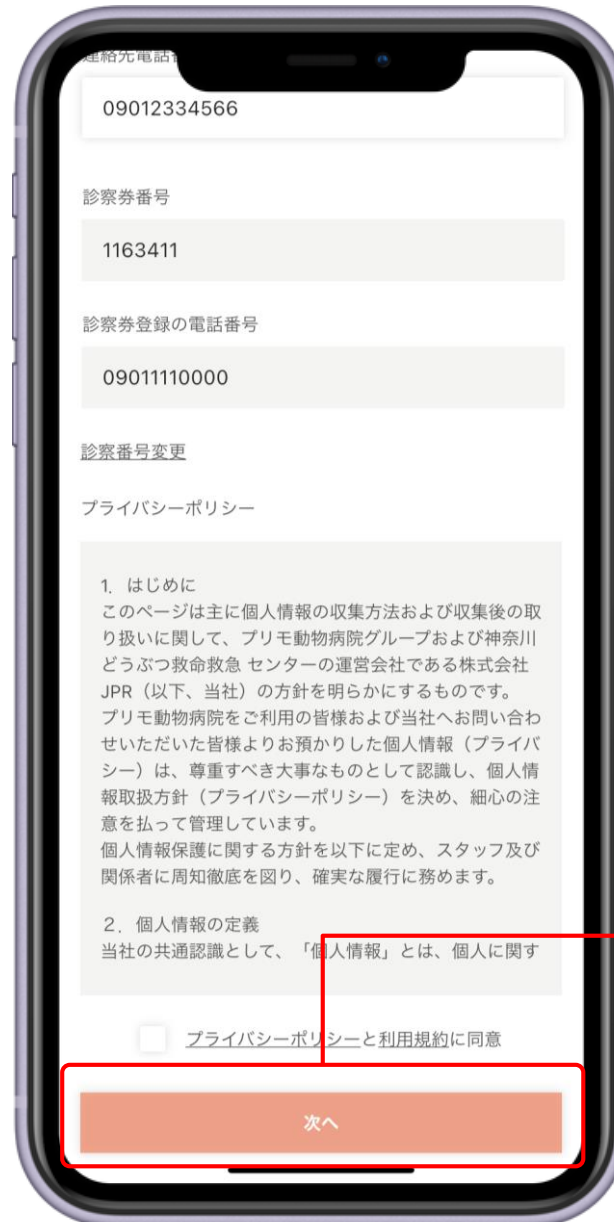 連絡先電話番
09012334566
診察券番号
1163411
診察券登録の電話番号
09011110000
診察番号変更
プライバシーポリシー
1．はじめに
このページは主に個人情報の収集方法および収集後の取
り扱いに関して、プリモ動物病院グループおよび神奈川
どうぶつ救命救急 センターの運営会社である株式会社
JPR（以下、当社）の方針を明らかにするものです。
プリモ動物病院をご利用の皆様および当社へお問い合わ
せいただいた皆様よりお預かりした個人情報（プライバ
シー）は、尊重すべき大事なものとして認識し、個人情
報取扱方針（プライバシーポリシー）を決め、細心の注
意を払って管理しています。
個人情報保護に関する方針を以下に定め、スタッフ及び
関係者に周知徹底を図り、確実な履行に務めます。
２．個人情報の定義
当社の共通認識として、「個人情報」とは、個人に関す
プライバシーポリシーと利用規約に同意
次へ